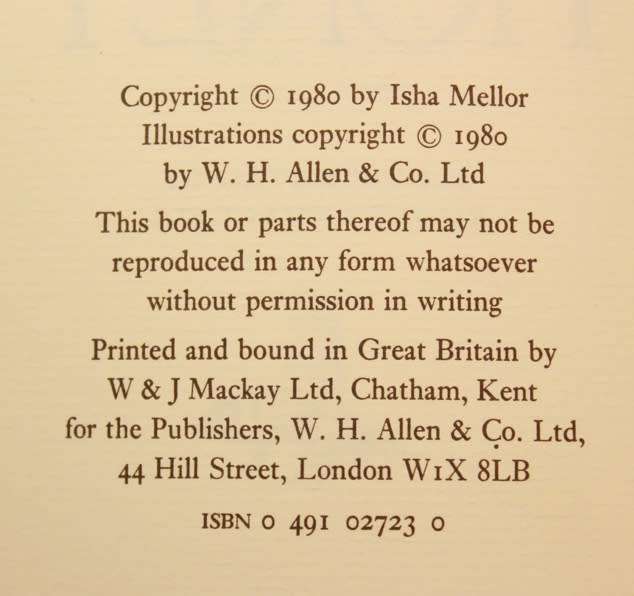 Copyright © 1980 by Isha Mellor
Illustrations copyright © 1980
by W. H. Allen & Co. Ltd
This book or parts thereof may not be
reproduced in any form whatsoever
without permission in writing
Printed and bound in Great Britain by
W & J Mackay Ltd, Chatham, Kent
for the Publishers, W. H. Allen & Co. Ltd,
44 Hill Street, London W1X 8LB
ISBN 0 491 02723 0